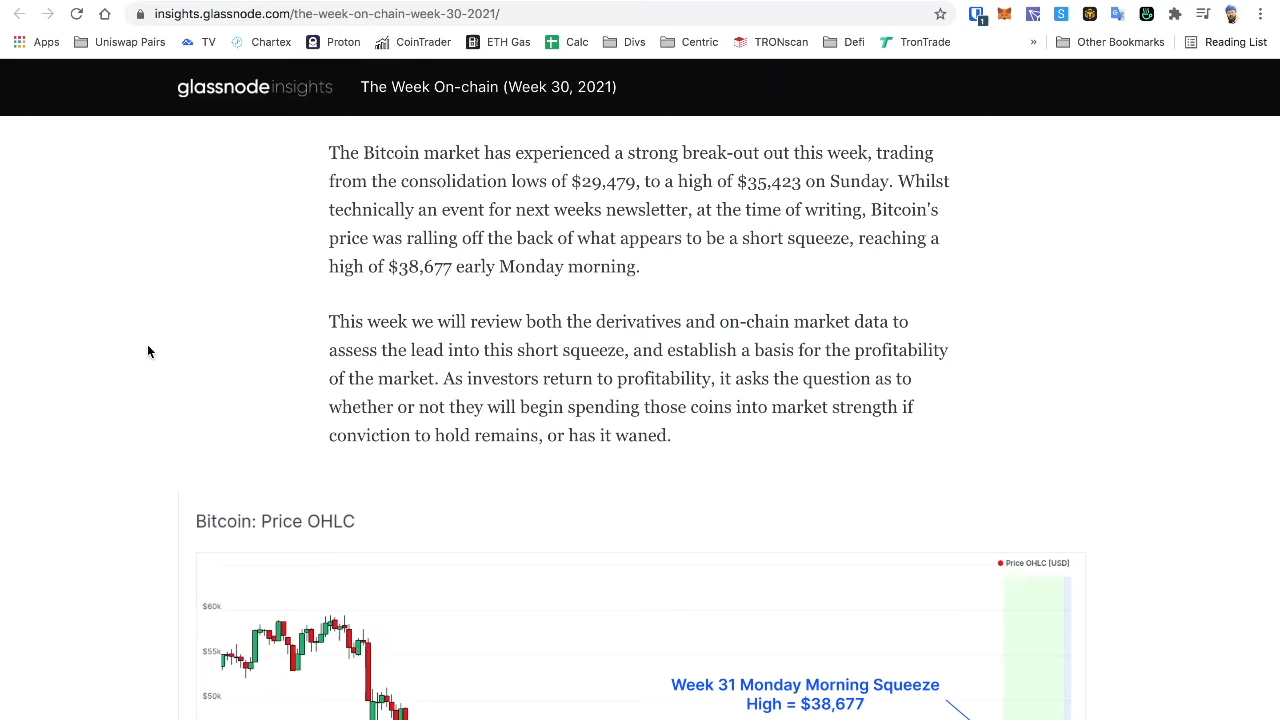 insights.glassnode.com/the-week-on-chain-week-30-2021/
1
Apps Uniswap Pairs TV Chartex Proton CoinTrader ETH Gas Calc Divs Centric TRONscan Defi TronTrade » Other Bookmarks Reading List
glassnodeinsights The Week On-chain (Week 30, 2021)
The Bitcoin market has experienced a strong break-out out this week, trading
from the consolidation lows of $29,479, to a high of $35,423 on Sunday. Whilst
technically an event for next weeks newsletter, at the time of writing, Bitcoin's
price was ralling off the back of what appears to be a short squeeze, reaching a
high of $38,677 early Monday morning.
This week we will review both the derivatives and on-chain market data to
assess the lead into this short squeeze, and establish a basis for the profitability
of the market. As investors return to profitability, it asks the question as to
whether or not they will begin spending those coins into market strength if
conviction to hold remains, or has it waned.
Bitcoin: Price OHLC
Price OHLC [USD]
$60k
$55k
$50k
Week 31 Monday Morning Squeeze
High = $38,677